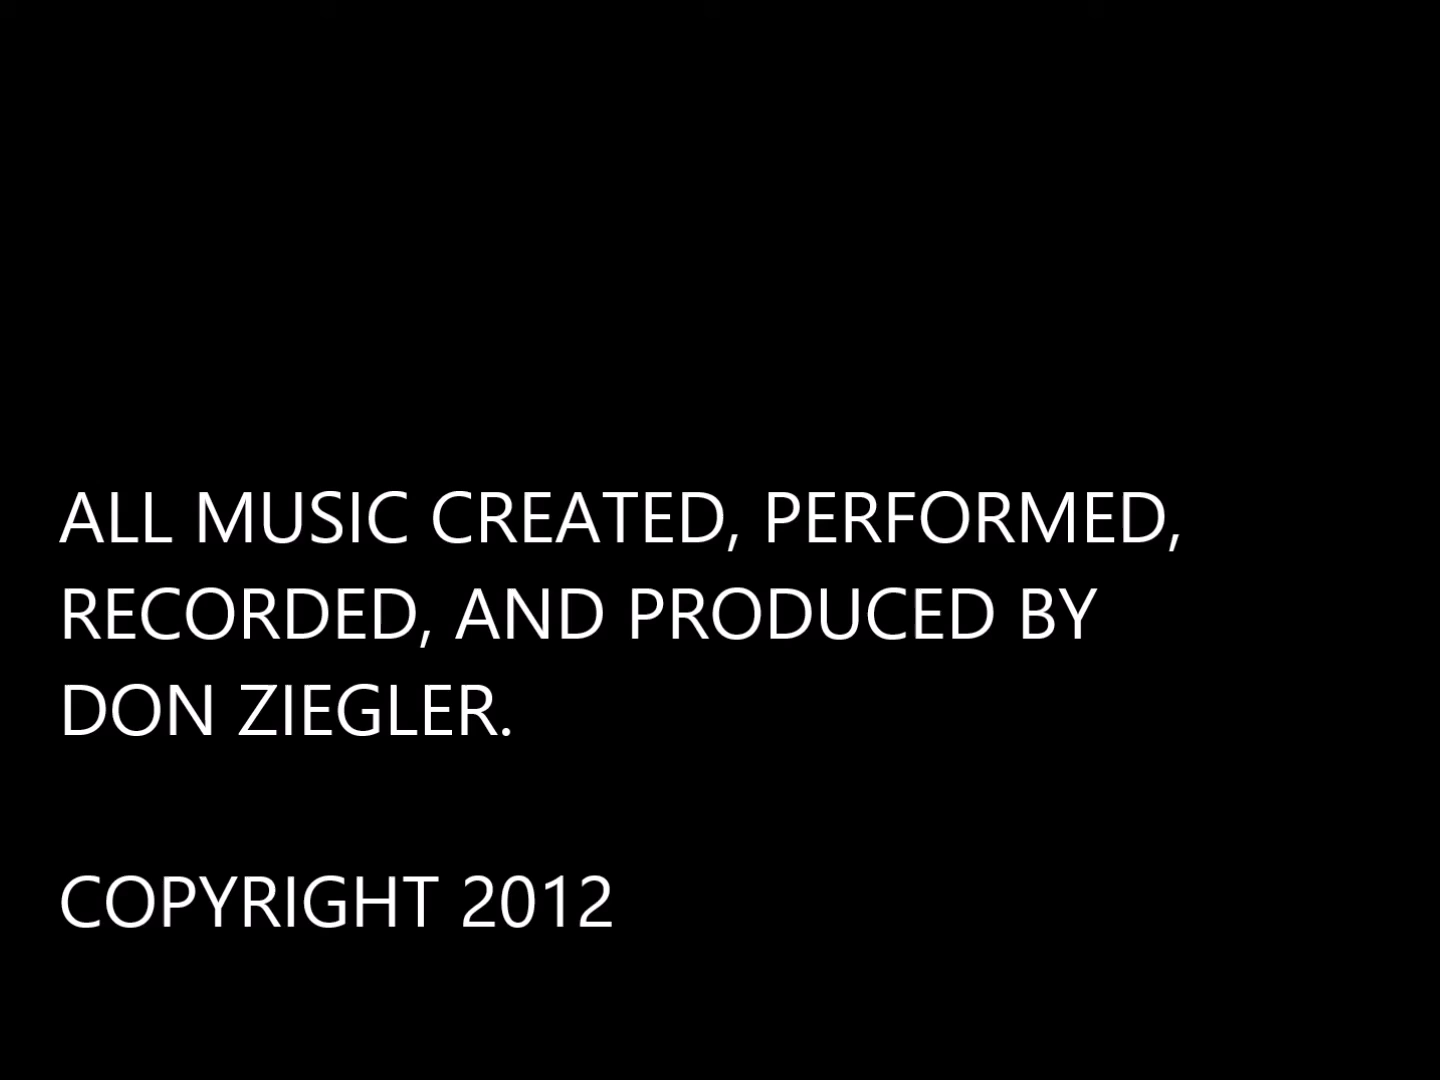 ALL MUSIC CREATED, PERFORMED,
RECORDED, AND PRODUCED BY
DON ZIEGLER.
COPYRIGHT 2012